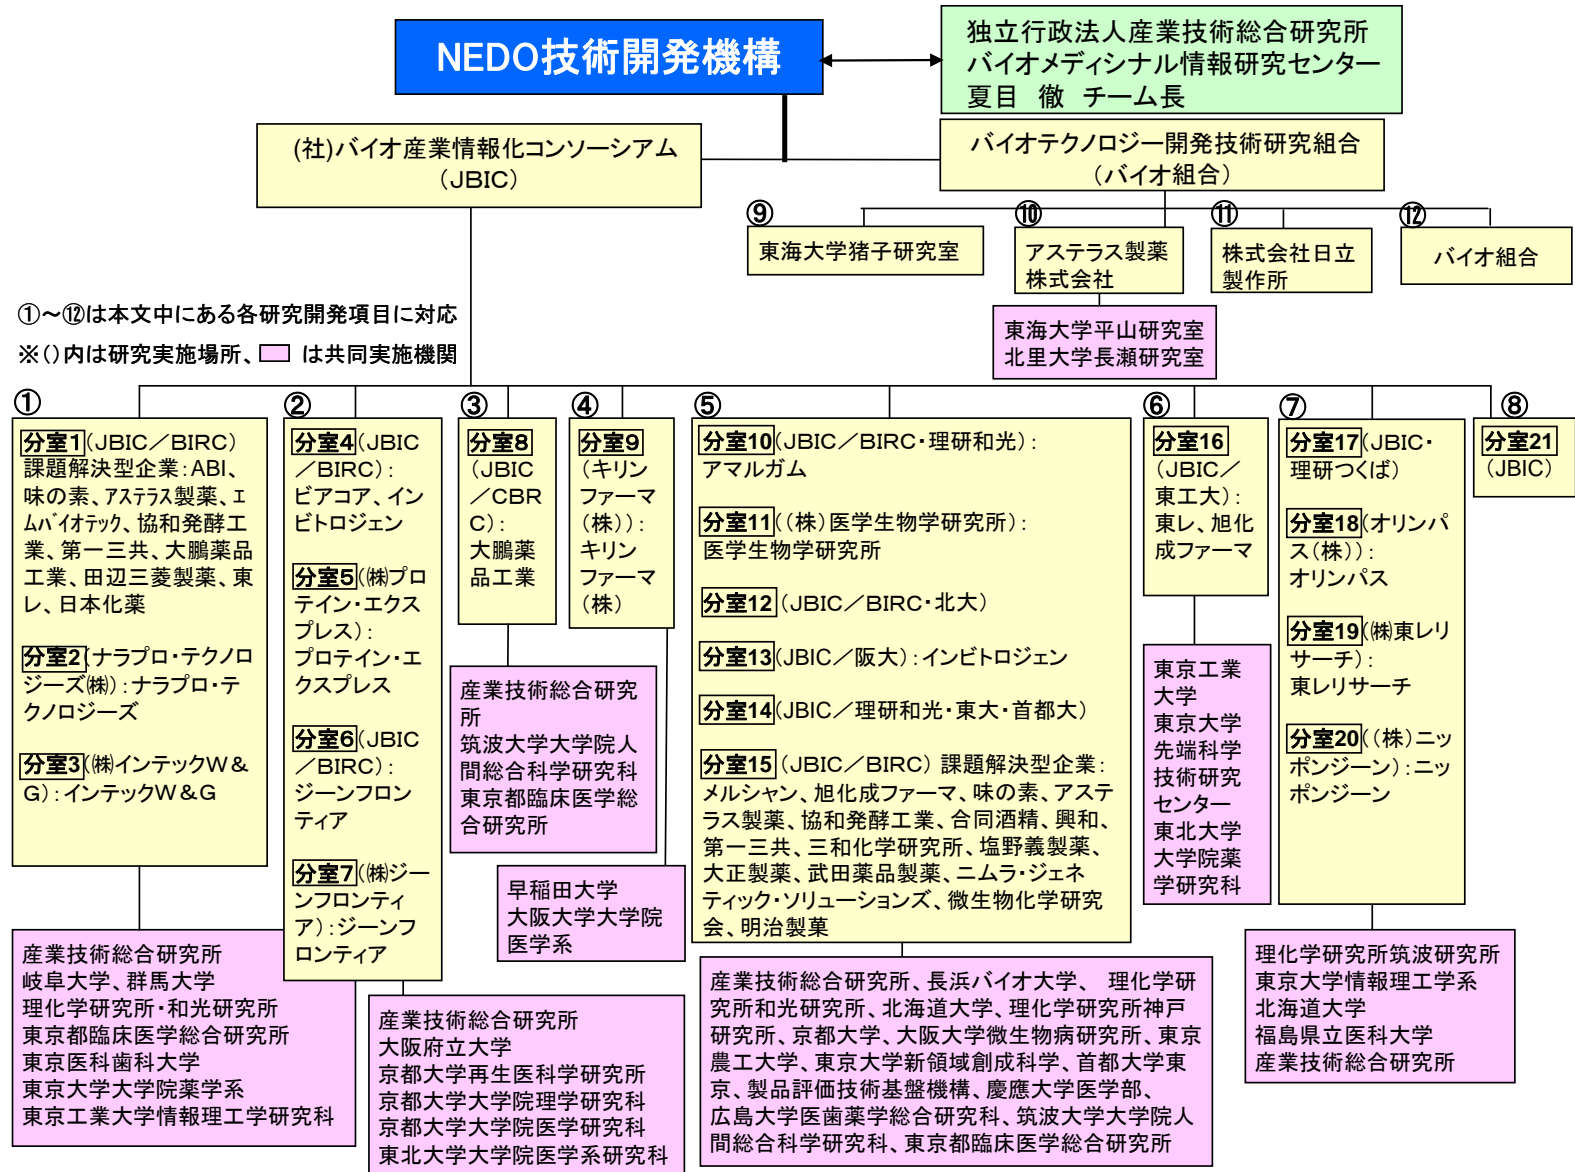 NEDO技術開発機構
独立行政法人産業技術総合研究所
バイオメディシナル情報研究センター
夏目　徹　チーム長
(社)バイオ産業情報化コンソーシアム
（JBIC）
バイオテクノロジー開発技術研究組合
（バイオ組合）
⑨
東海大学猪子研究室
⑩
アステラス製薬
株式会社
⑪
株式会社日立
製作所
⑫
バイオ組合
東海大学平山研究室
北里大学長瀬研究室
①～⑫は本文中にある各研究開発項目に対応
※()内は研究実施場所、 は共同実施機関
①
分室1(JBIC／BIRC)
課題解決型企業：ABI、
味の素、アステラス製薬、エ
ムバイオテック、協和発酵工
業、第一三共、大鵬薬品
工業、田辺三菱製薬、東
レ、日本化薬
分室2(ナラプロ・テクノロ
ジーズ㈱)：ナラプロ・テ
クノロジーズ
分室3(㈱インテックW＆
G)：インテックW＆G
産業技術総合研究所
岐阜大学、群馬大学
理化学研究所・和光研究所
東京都臨床医学総合研究所
東京医科歯科大学
東京大学大学院薬学系
東京工業大学情報理工学研究科
②
分室4(JBIC
／BIRC)：
ビアコア、イン
ビトロジェン
分室5(㈱プロ
テイン・エクス
プレス)：
プロテイン・エ
クスプレス
分室6(JBIC
／BIRC)：
ジーンフロン
ティア
分室7(㈱ジー
ンフロンティ
ア)：ジーンフ
ロンティア
産業技術総合研究所
大阪府立大学
京都大学再生医科学研究所
京都大学大学院理学研究科
京都大学大学院医学研究科
東北大学大学院医学系研究科
③
分室8
(JBIC
／CBR
C)：
大鵬薬
品工業
産業技術総合研究
所
筑波大学大学院人
間総合科学研究科
東京都臨床医学総
合研究所
④
分室9
(キリン
ファーマ
(株))：
キリン
ファーマ
(株)
早稲田大学
大阪大学大学院
医学系
⑤
分室10(JBIC／BIRC・理研和光)：
アマルガム
分室11((株)医学生物学研究所)：
医学生物学研究所
分室12(JBIC／BIRC・北大)
分室13(JBIC／阪大)：インビトロジェン
分室14(JBIC／理研和光・東大・首都大)
分室15(JBIC／BIRC) 課題解決型企業：
メルシャン、旭化成ファーマ、味の素、アステ
ラス製薬、協和発酵工業、合同酒精、興和、
第一三共、三和化学研究所、塩野義製薬、
大正製薬、武田薬品製薬、ニムラ・ジェネ
ティック・ソリューションズ、微生物化学研究
会、明治製菓
産業技術総合研究所、長浜バイオ大学、　理化学研
究所和光研究所、北海道大学、理化学研究所神戸
研究所、京都大学、大阪大学微生物病研究所、東京
農工大学、東京大学新領域創成科学、首都大学東
京、製品評価技術基盤機構、慶應大学医学部、
広島大学医歯薬学総合研究科、筑波大学大学院人
間総合科学研究科、東京都臨床医学総合研究所
⑥
分室16
(JBIC／
東工大)：
東レ、旭化
成ファーマ
東京工業
大学
東京大学
先端科学
技術研究
センター
東北大学
大学院薬
学研究科
⑦
分室17(JBIC・
理研つくば)
分室18(オリンパ
ス(株))：
オリンパス
分室19(㈱東レリ
サーチ)：
東レリサーチ
分室20((株)ニッ
ポンジーン)：ニッ
ポンジーン
理化学研究所筑波研究所
東京大学情報理工学系
北海道大学
福島県立医科大学
産業技術総合研究所
⑧
分室21
(JBIC)